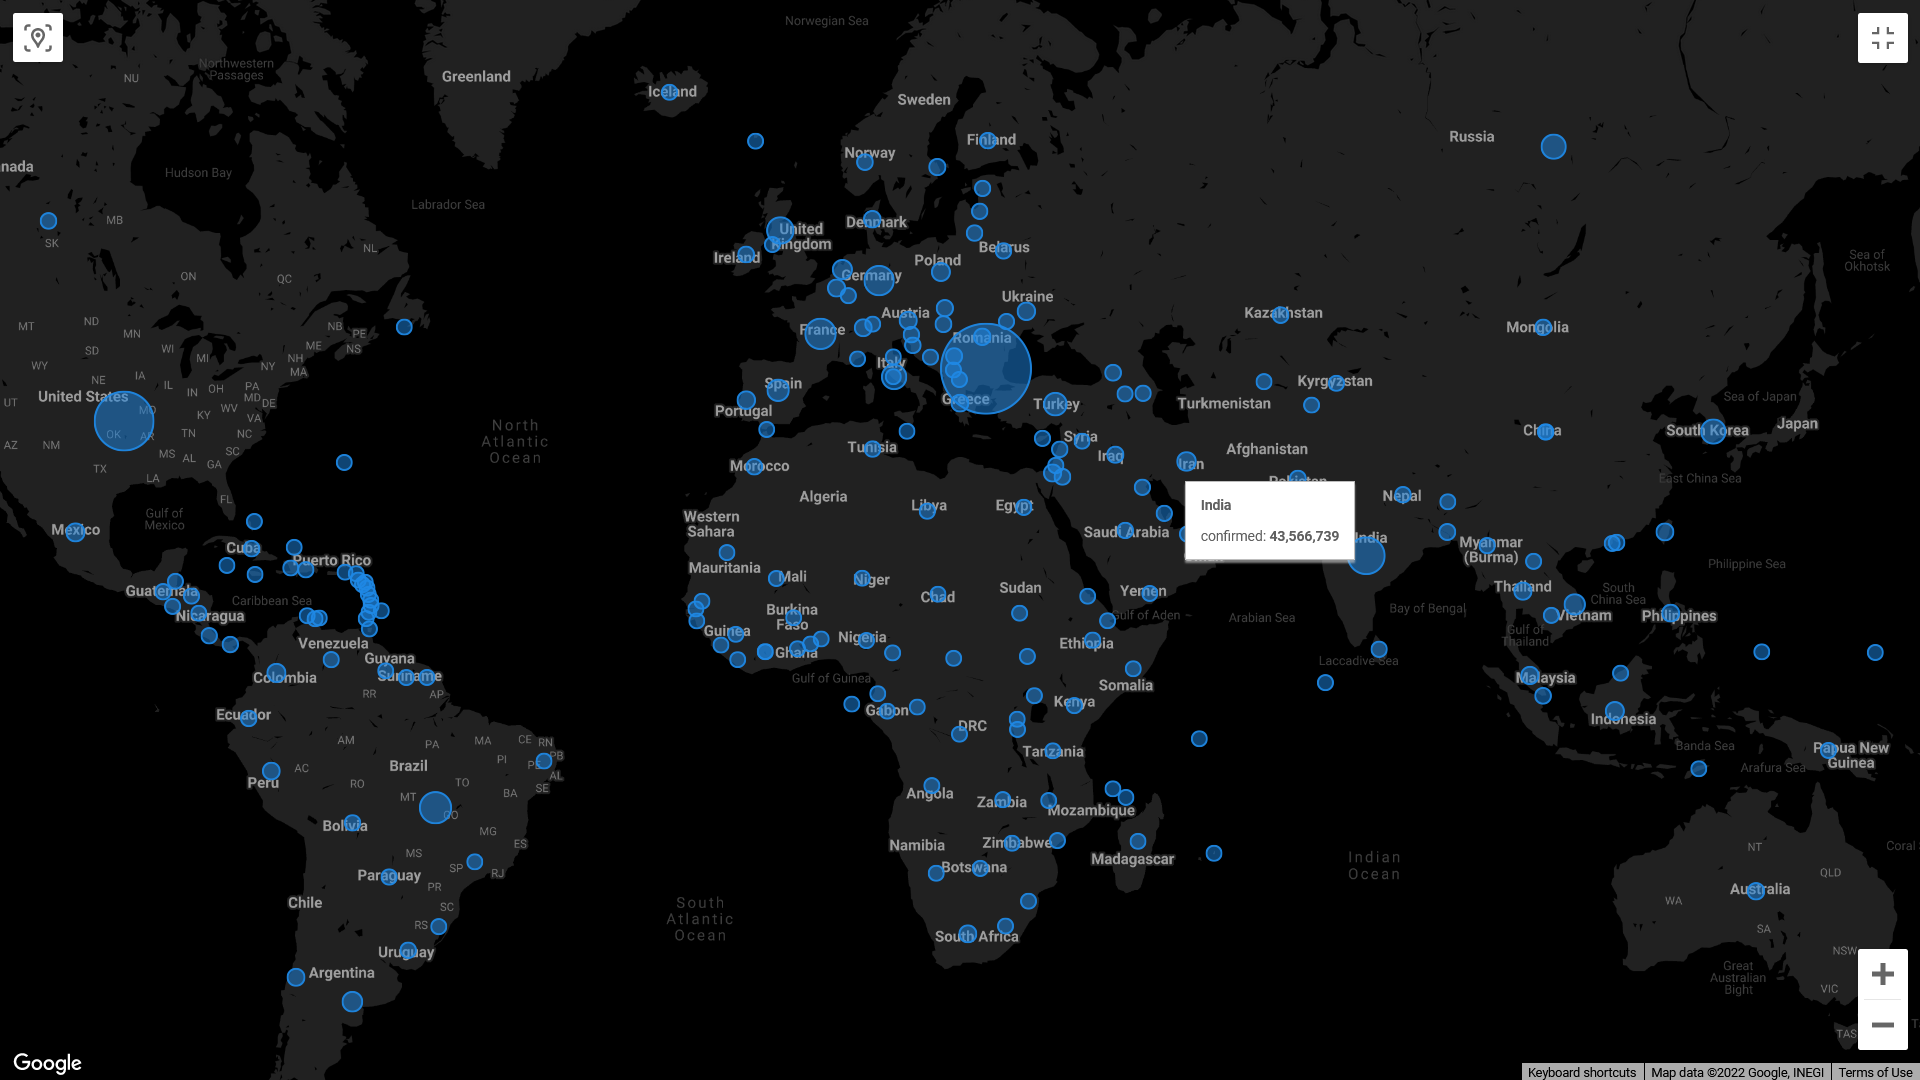 Norwegian Sea
Greenland
Northwestern
Passages
NU
Iceland
Sweden
Finland
Russia
Norway
nada
Hudson Bay
Labrador Sea
MB
SK
NL
Denmark
United
Kingdom
Ireland
Belarus
Poland
Germany
Sea of
Okhotsk
ON
QC
Ukraine
Austria
France
Kazakhstan
Mongolia
MT
ND
MN
NB
PE
NS
ME
SD
WI
MI
NH
MA
WY
NY
Romania
Italy
Spain
Kyrgyzstan
NE
IA
IL
IN
OH
PA
MD
DE
UT
United States
MO
KY
WV
VA
Portugal
Greece
Turkey
Turkmenistan
Sea of Japan
Japan
AZ
NM
OK
AR
TN
NC
SC
MS
AL
GA
TX
LA
FL
North
Atlantic
Ocean
Tunisia
Syria
Iraq
Iran
Afghanistan
China
South Korea
Morocco
Pakistan
East China Sea
Algeria
Libya
Egypt
Nepal
India
confirmed: 43,566,739
Gulf of
Mexico
Mexico
Western
Sahara
Saudi Arabia
Oman
India
Myanmar
(Burma)
Cuba
Puerto Rico
Mauritania
Mali
Niger
Chad
Sudan
Yemen
Philippine Sea
Guatemala
Caribbean Sea
Nicaragua
Burkina
Faso
Gulf of Aden
Arabian Sea
Bay of Bengal
Thailand
South
China Sea
Vietnam
Philippines
Gulf of
Thailand
Guinea
Ghana
Nigeria
Ethiopia
Venezuela
Guyana
Suriname
Colombia
Gulf of Guinea
Somalia
Laccadive Sea
Malaysia
RR
AP
Ecuador
Gabon
DRC
Kenya
Indonesia
Tanzania
Banda Sea
Papua New
Guinea
Arafura Sea
AM
PA
MA
CE
RN
PB
PE
AL
SE
PI
Brazil
AC
RO
TO
BA
Peru
MT
GO
Bolivia
MG
ES
MS
SP
RJ
Paraguay
PR
SC
RS
Chile
Uruguay
Argentina
Angola
Zambia
Mozambique
Namibia
Zimbabwe
Botswana
Madagascar
South Africa
South
Atlantic
Ocean
Indian
Ocean
Coral
NT
QLD
Australia
WA
SA
NSW
Great
Australian
Bight
VIC
TAS
Google
Keyboard shortcuts
Map data ©2022 Google, INEGI
Terms of Use